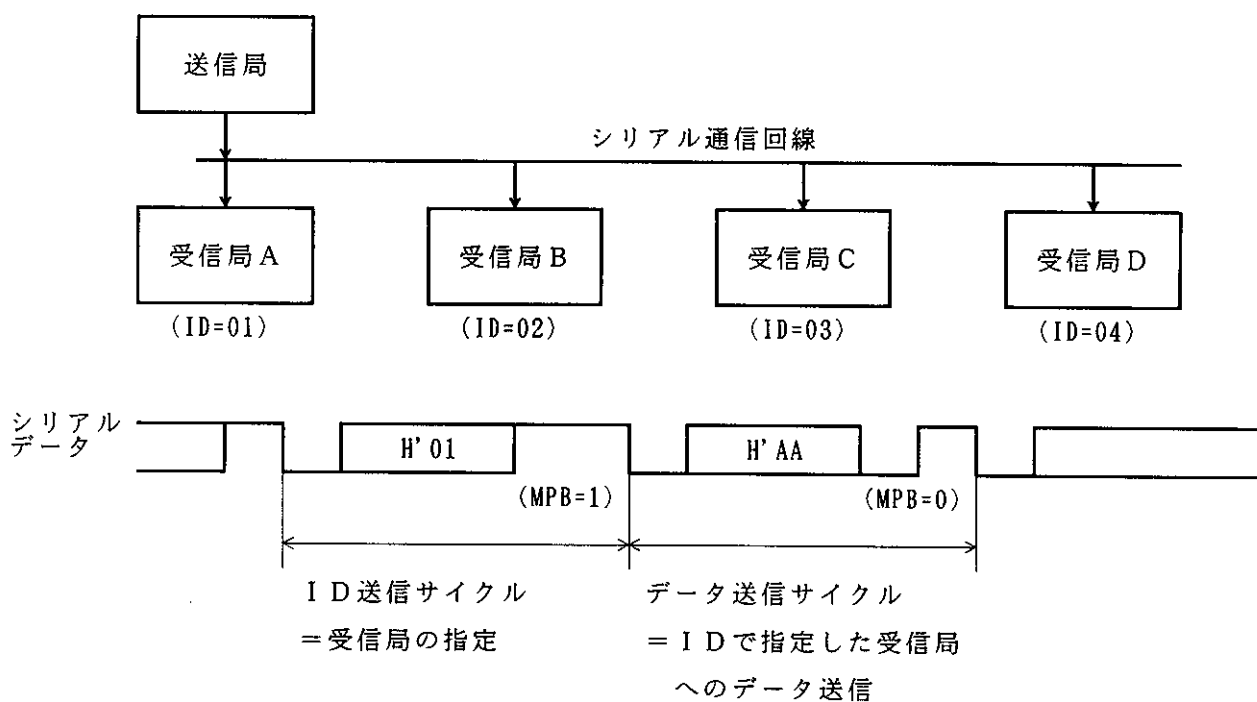 送信局
シリアル通信回線
受信局A
受信局B
受信局C
受信局D
(ID=01)
(ID=02)
(ID=03)
(ID=04)
シリアル
データ
H'01
H'AA
(MPB=1)
(MPB=0)
ID送信サイクル
=受信局の指定
データ送信サイクル
=IDで指定した受信局
へのデータ送信